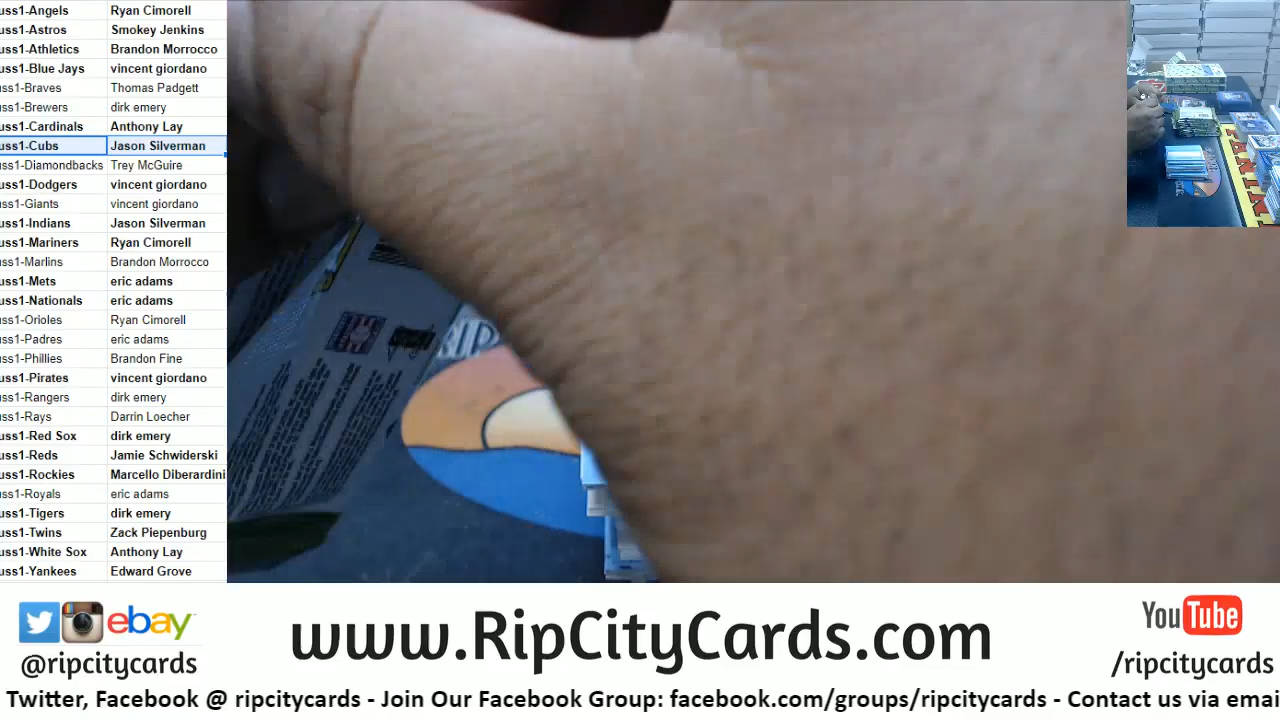 uss1-Angels Ryan Cimorell
uss1-Astros Smokey Jenkins
uss1-Athletics Brandon Morrocco
uss1-Blue Jays vincent giordano
uss1-Braves Thomas Padgett
uss1-Brewers dirk emery
uss1-Cardinals Anthony Lay
uss1-Cubs Jason Silverman
uss1-Diamondbacks Trey McGuire
uss1-Dodgers vincent giordano
uss1-Giants vincent giordano
uss1-Indians Jason Silverman
uss1-Mariners Ryan Cimorell
uss1-Marlins Brandon Morrocco
uss1-Mets eric adams
uss1-Nationals eric adams
uss1-Orioles Ryan Cimorell
uss1-Padres eric adams
uss1-Phillies Brandon Fine
uss1-Pirates vincent giordano
uss1-Rangers dirk emery
uss1-Rays Darrin Loecher
uss1-Red Sox dirk emery
uss1-Reds Jamie Schwiderski
uss1-Rockies Marcello Diberardini
uss1-Royals eric adams
uss1-Tigers dirk emery
uss1-Twins Zack Piepenburg
uss1-White Sox Anthony Lay
uss1-Yankees Edward Grove
RIP
PANINI
ebay
@ripcitycards
www.RipCityCards.com
YouTube
/ripcitycards
Twitter, Facebook @ ripcitycards - Join Our Facebook Group: facebook.com/groups/ripcitycards - Contact us via emai